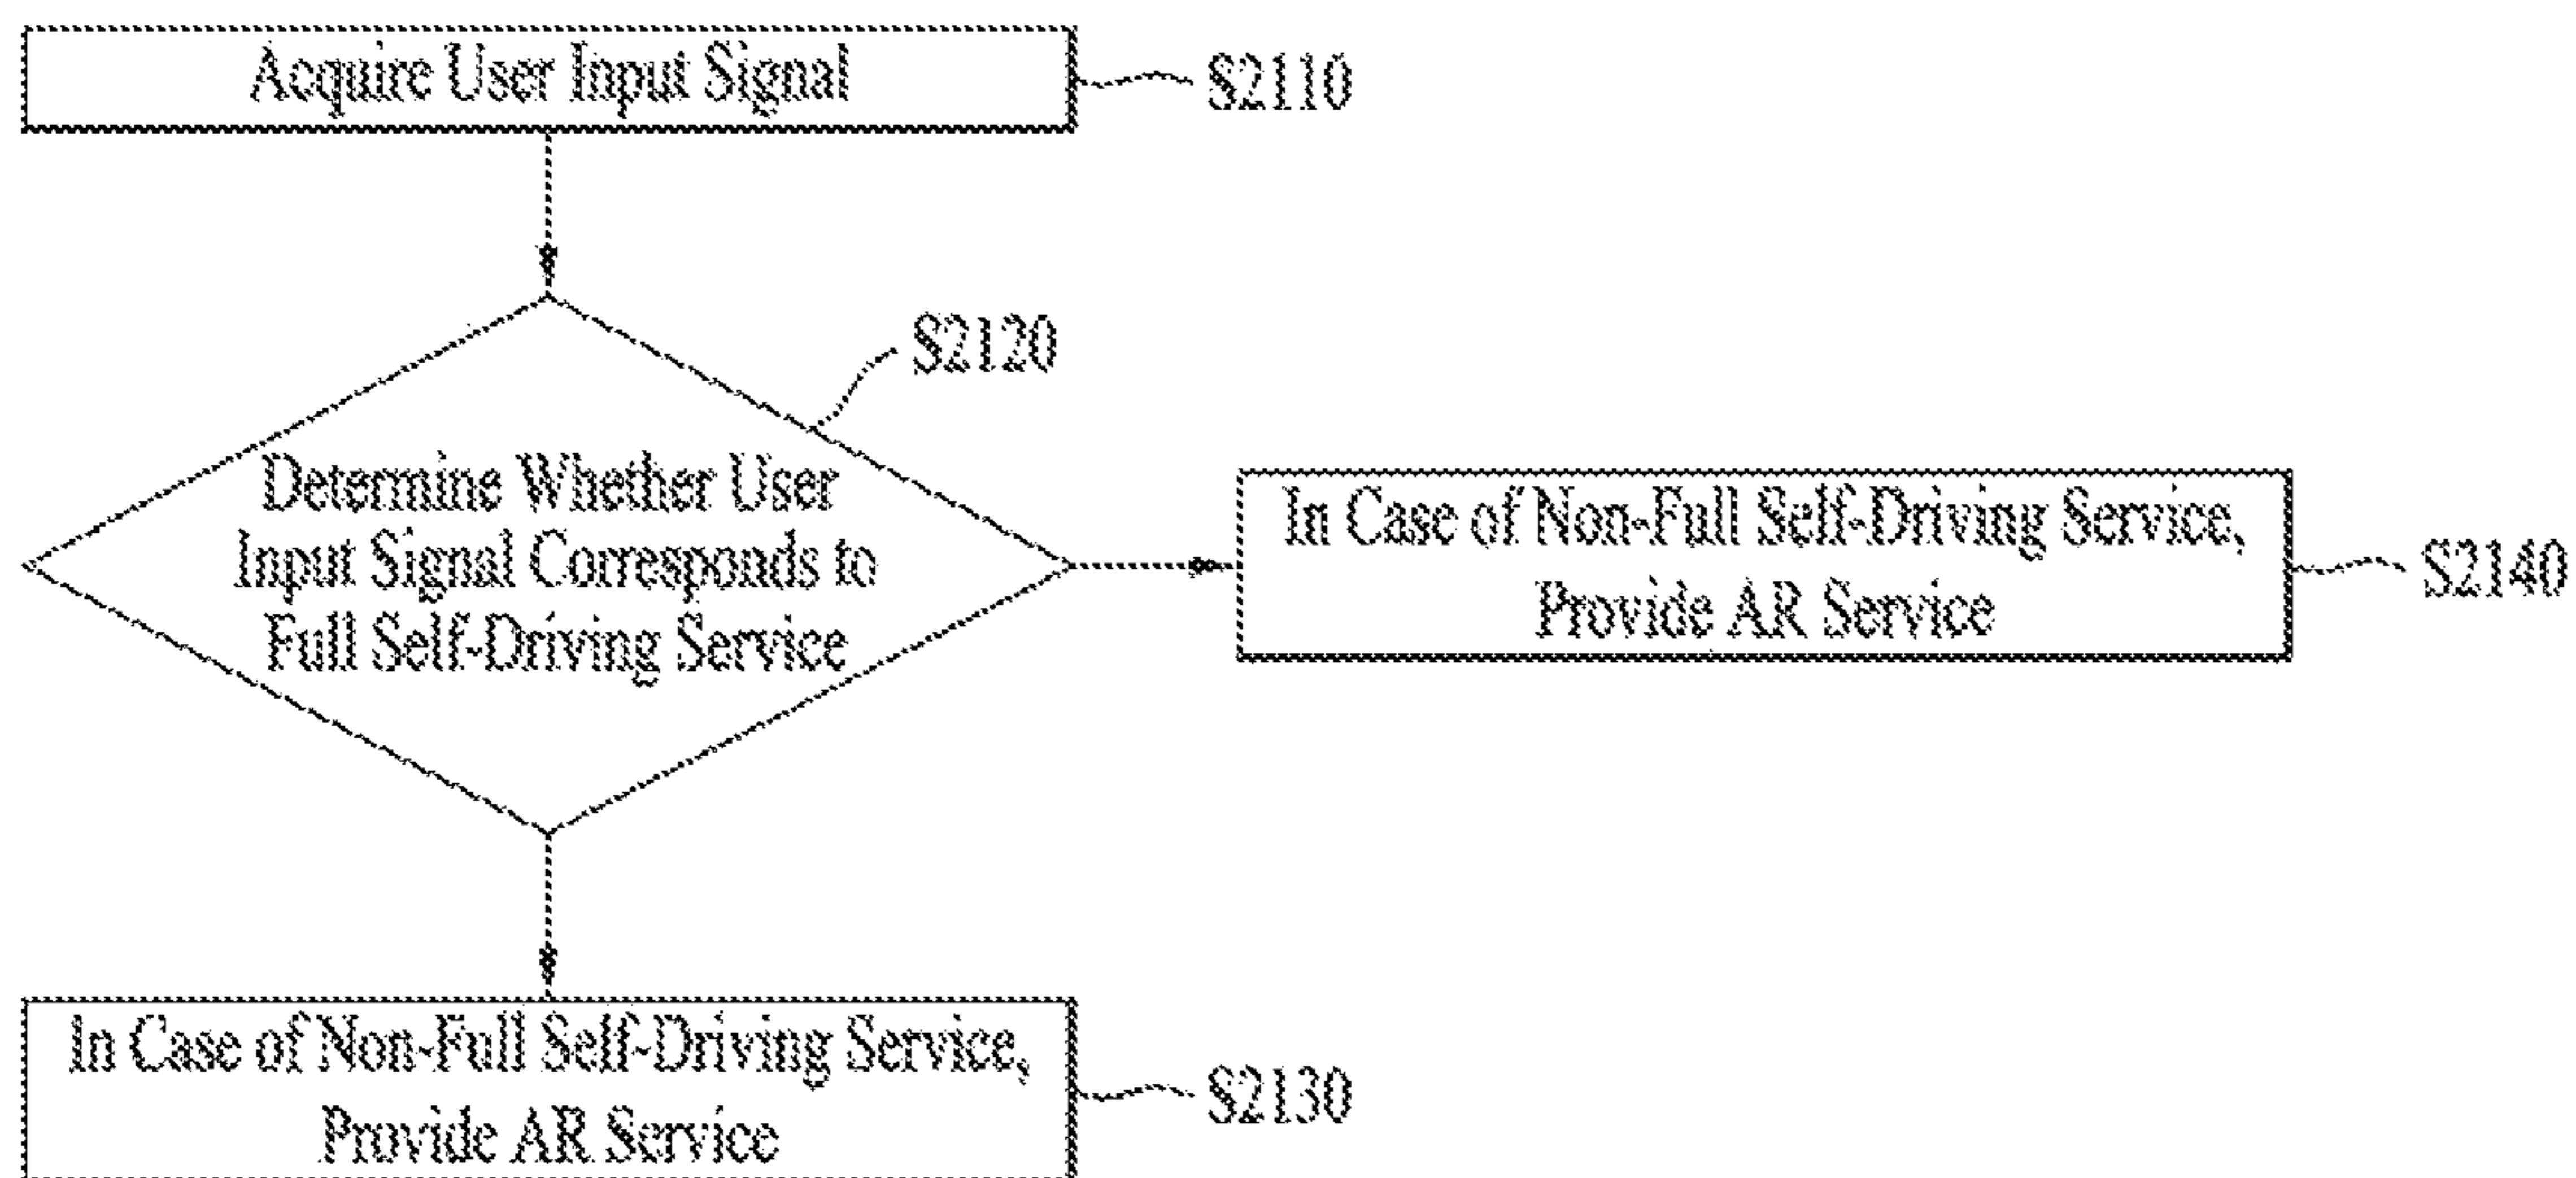 Acquire User Input Signal
S2110
S2120
Determine Whether User
Input Signal Corresponds to
Full Self-Driving Service
In Case of Non-Full Self-Driving Service,
Provide AR Service
S2140
In Case of Non-Full Self-Driving Service,
Provide AR Service
S2130